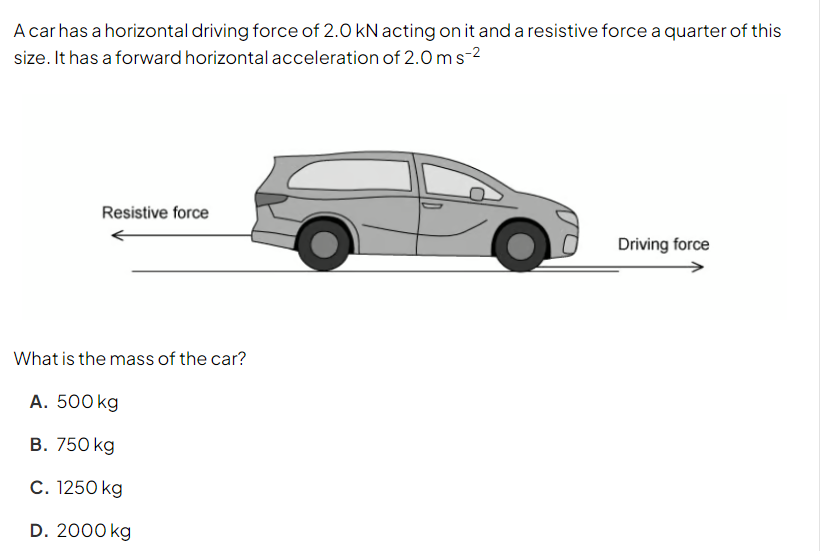 A car has a horizontal driving force of 2.0 kN acting on it and a resistive force a quarter of this
size. It has a forward horizontal acceleration of 2.0 m s⁻²
Resistive force
Driving force
What is the mass of the car?
A. 500 kg
B. 750 kg
C. 1250 kg
D. 2000 kg